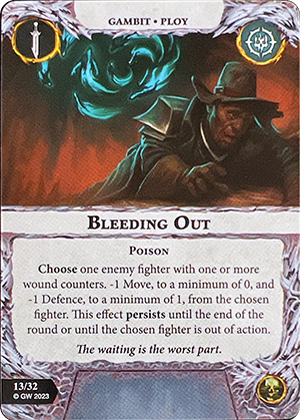 GAMBIT • PLOY
BLEEDING OUT
POISON
Choose one enemy fighter with one or more
wound counters. -1 Move, to a minimum of 0, and
-1 Defence, to a minimum of 1, from the chosen
fighter. This effect persists until the end of the
round or until the chosen fighter is out of action.
The waiting is the worst part.
13/32
© GW 2023